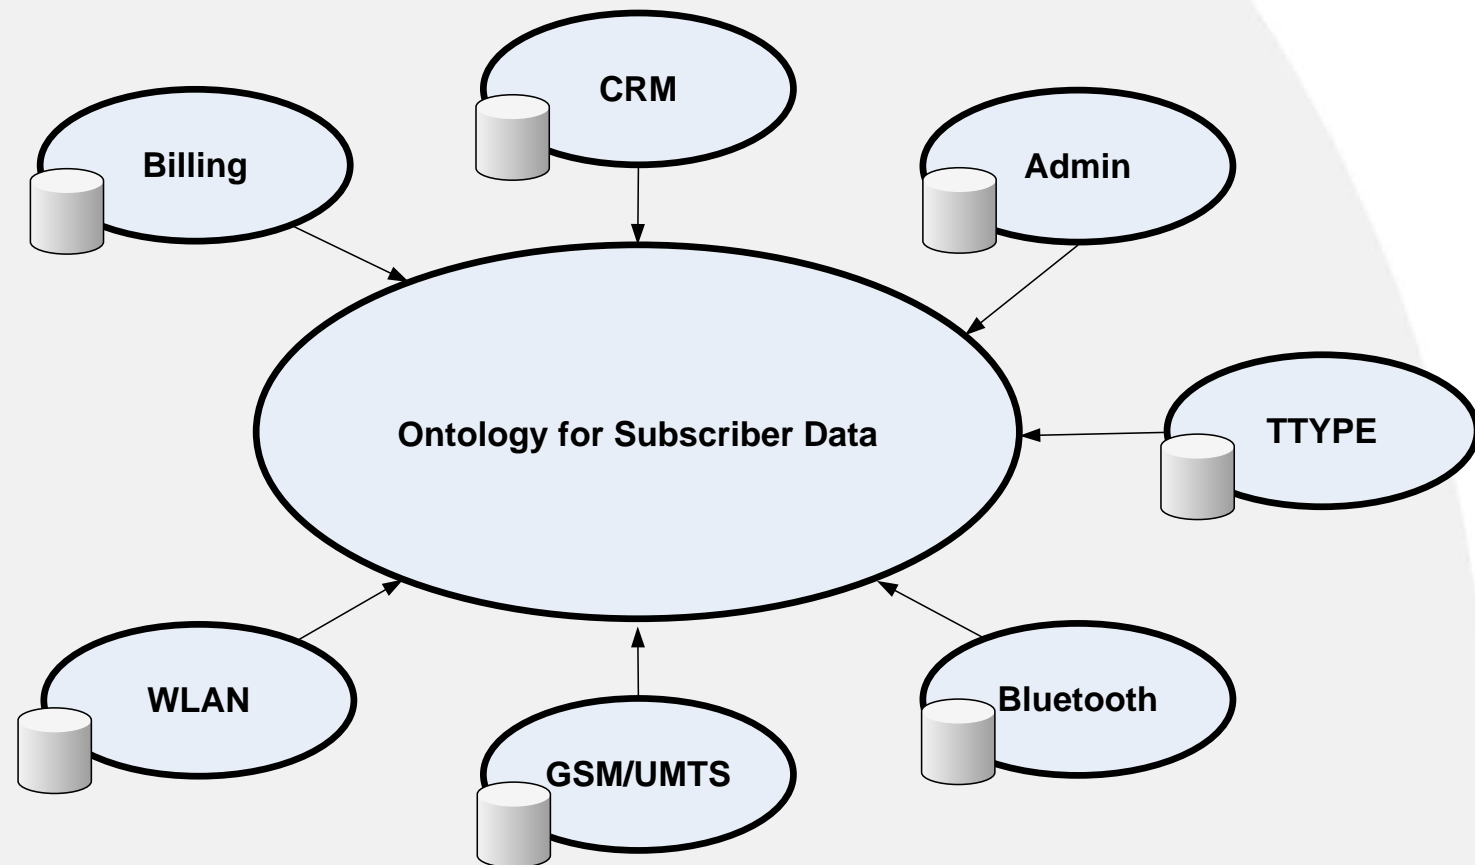 CRM
Billing
Admin
Ontology for Subscriber Data
TTYPE
WLAN
Bluetooth
GSM/UMTS